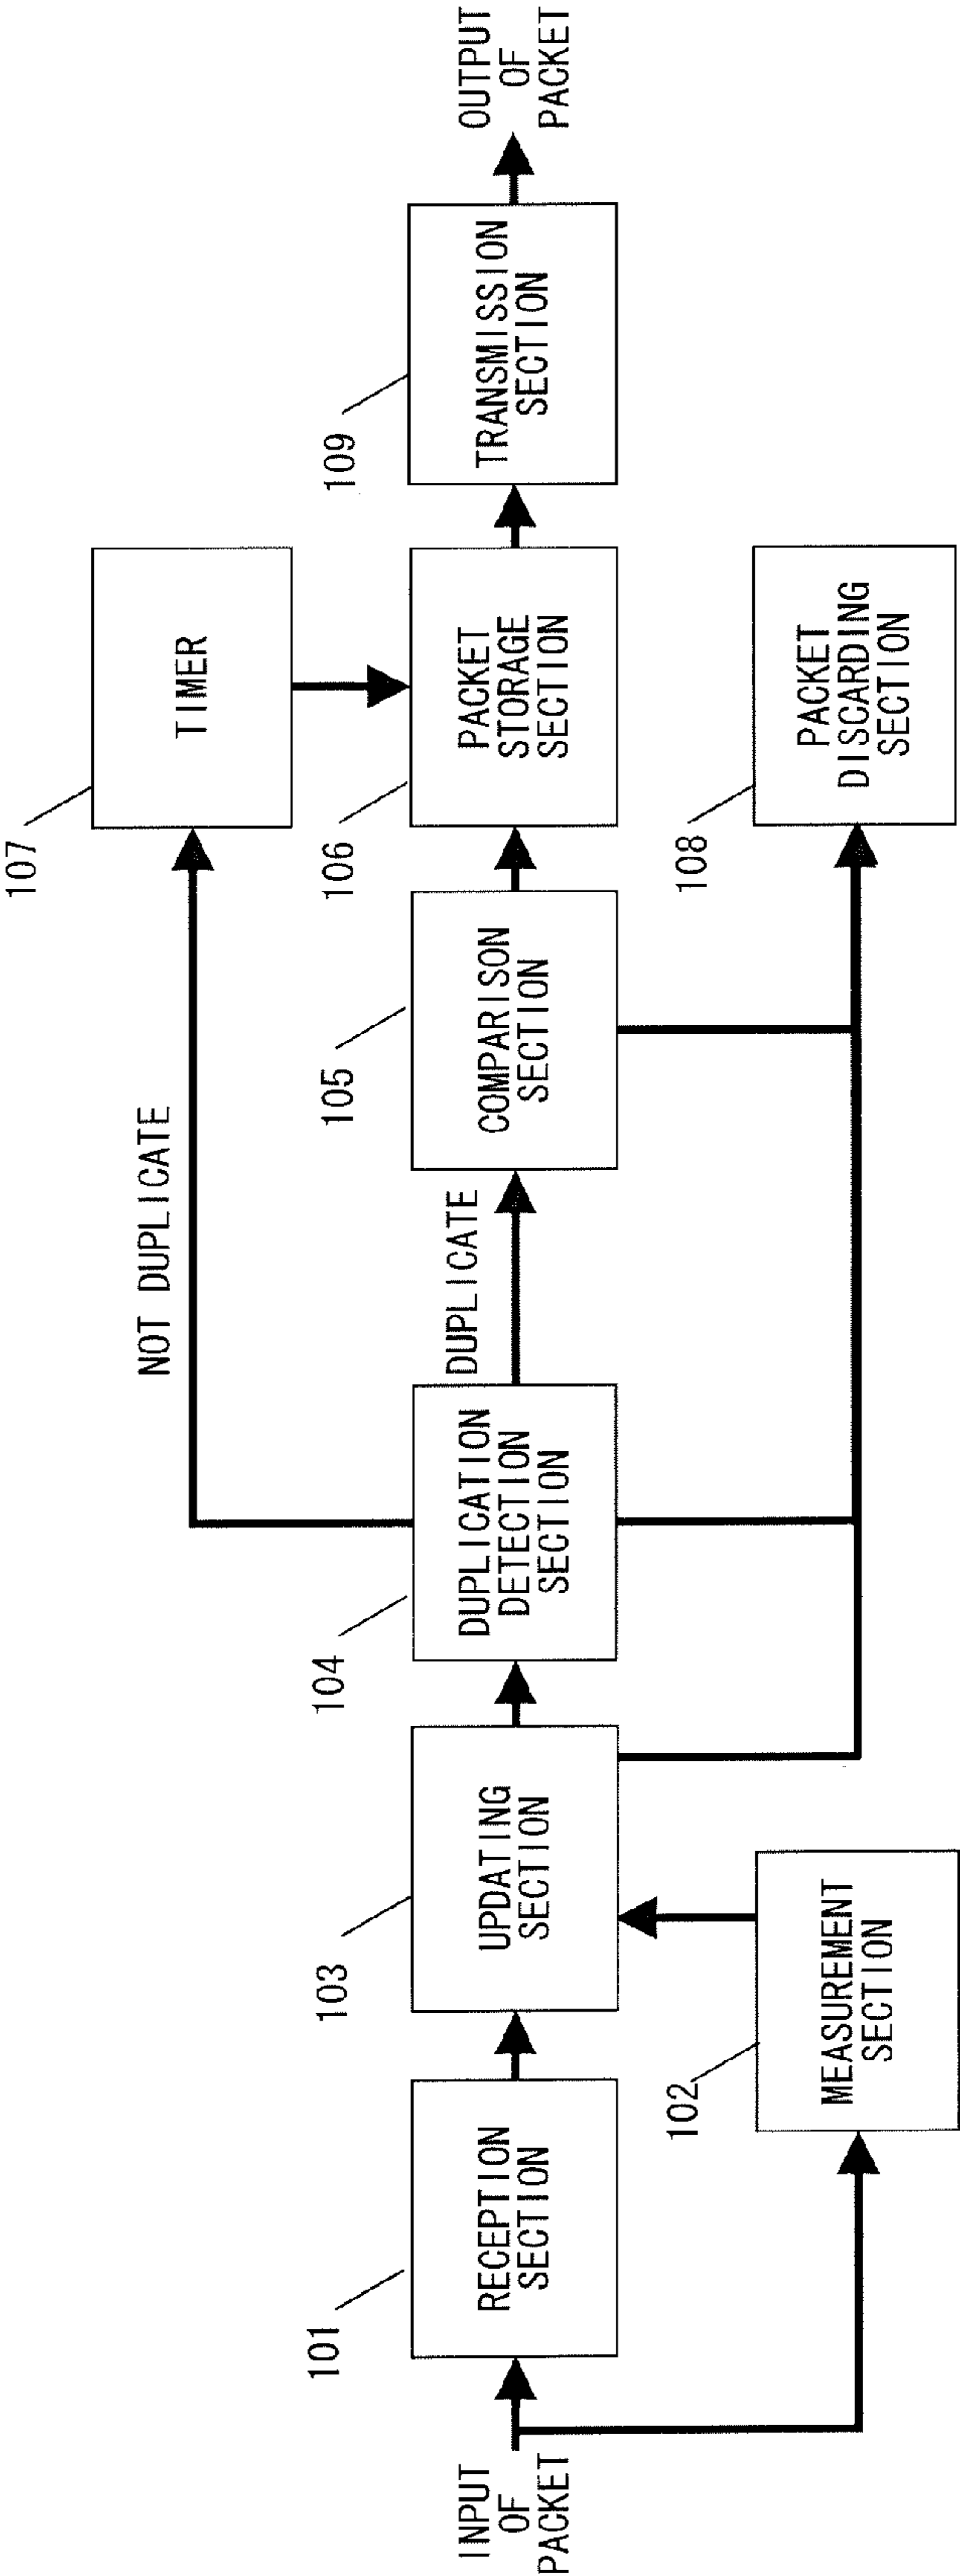 INPUT
OF
PACKET
101
RECEPTION
SECTION
102
MEASUREMENT
SECTION
103
UPDATING
SECTION
104
DUPLICATION
DETECTION
SECTION
NOT DUPLICATE
DUPLICATE
105
COMPARISON
SECTION
107
TIMER
106
PACKET
STORAGE
SECTION
108
PACKET
DISCARDING
SECTION
109
TRANSMISSION
SECTION
OUTPUT
OF
PACKET